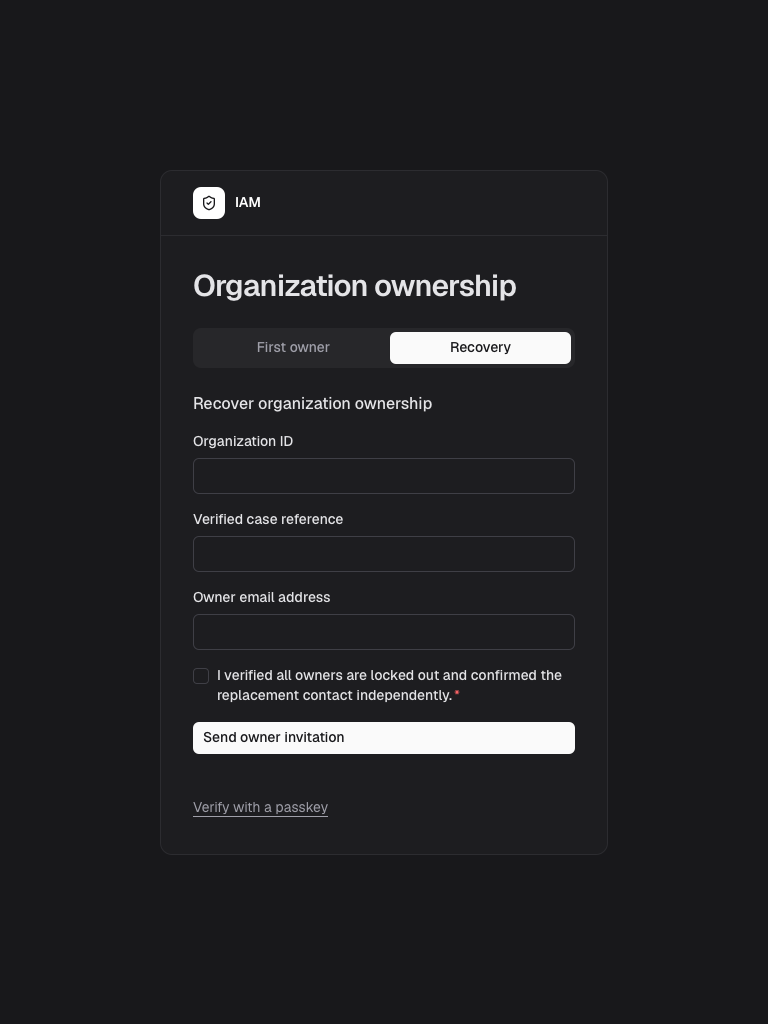 IAM
Organization ownership
First owner
Recovery
Recover organization ownership
Organization ID
Verified case reference
Owner email address
I verified all owners are locked out and confirmed the
replacement contact independently.*
Send owner invitation
Verify with a passkey